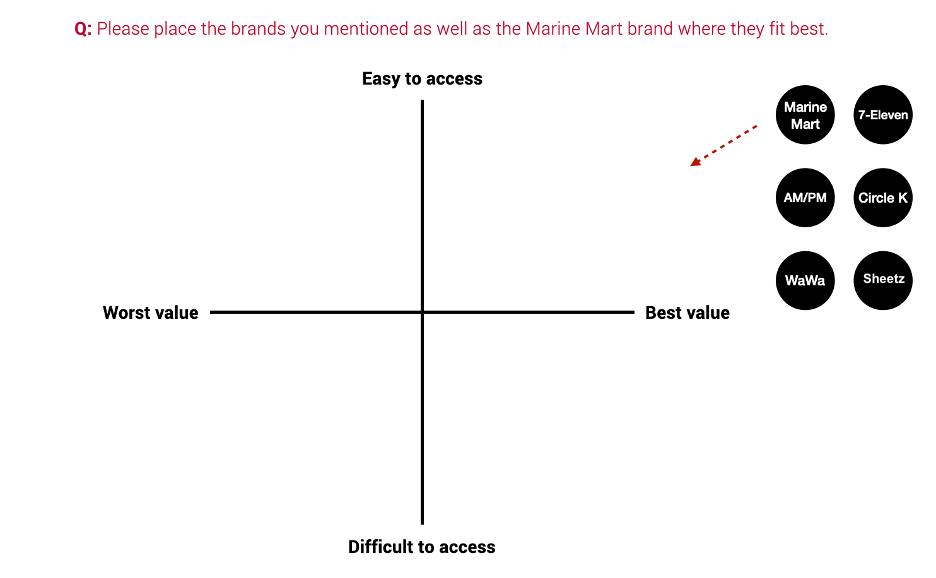 Q: Please place the brands you mentioned as well as the Marine Mart brand where they fit best.
Easy to access
Marine
Mart
7-Eleven
AM/PM
Circle K
WaWa
Sheetz
Worst value
Best value
Difficult to access